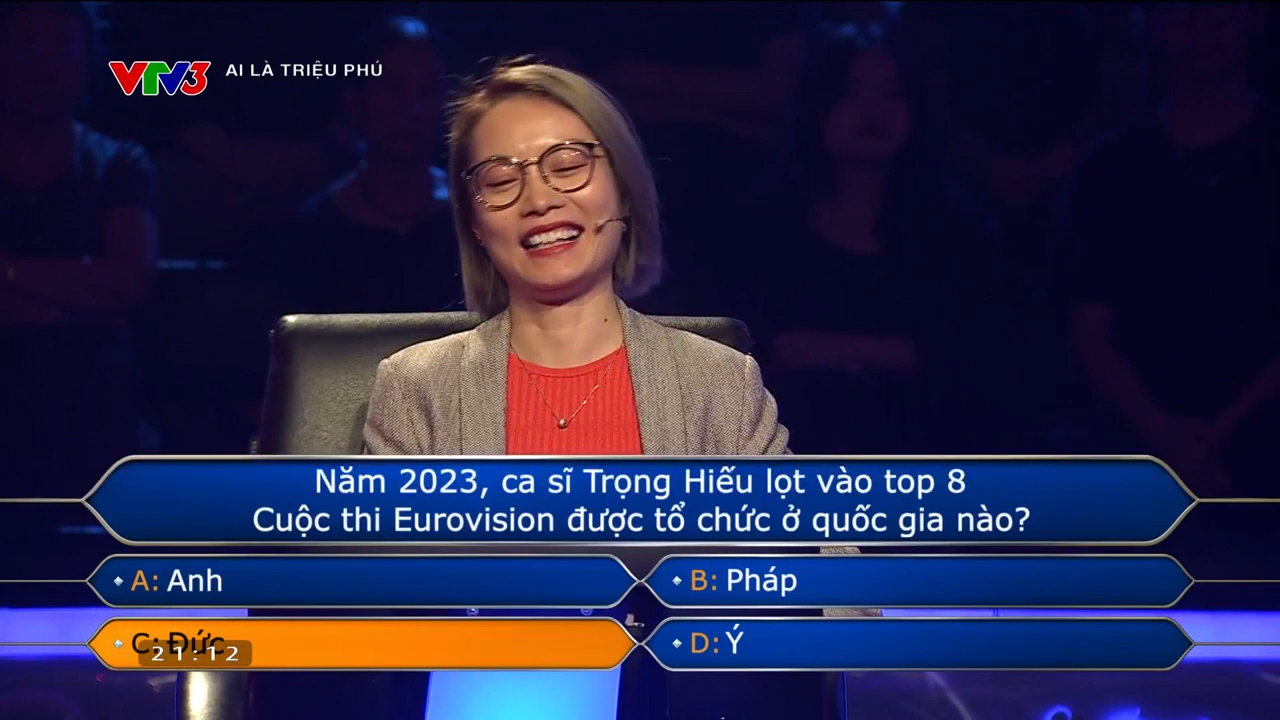 VTV3 AI LÀ TRIỆU PHÚ
Năm 2023, ca sĩ Trọng Hiếu lọt vào top 8
Cuộc thi Eurovision được tổ chức ở quốc gia nào?
A: Anh
B: Pháp
C: Đức
21:12
D: Ý